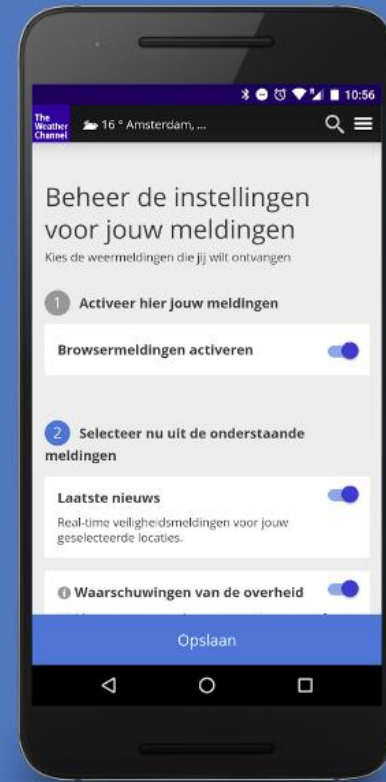 10:56
The
Weather
Channel
16 ° Amsterdam, ...
Beheer de instellingen
voor jouw meldingen
Kies de weermeldingen die jij wilt ontvangen
1 Activeer hier jouw meldingen
Browsermeldingen activeren
2 Selecteer nu uit de onderstaande
meldingen
Laatste nieuws
Real-time veiligheidsmeldingen voor jouw
geselecteerde locaties.
Waarschuwingen van de overheid
Opslaan